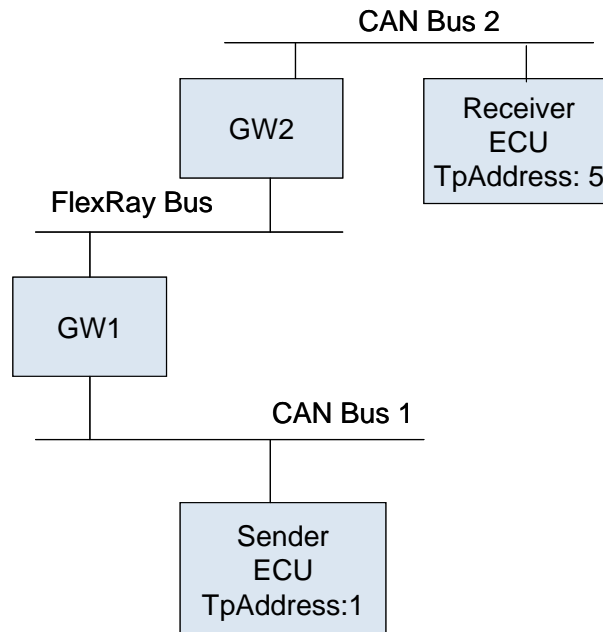 CAN Bus 2
GW2
Receiver
ECU
TpAddress: 5
FlexRay Bus
GW1
CAN Bus 1
Sender
ECU
TpAddress:1